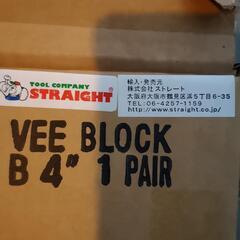 TOOL COMPANY
STRAIGHT
輸入・発売元
株式会社 ストレート
大阪府大阪市鶴見区浜5丁目6-35
TEL:06-4257-1159
http://www.straight.co.jp/
VEE BLOCK
B 4" 1 PAIR